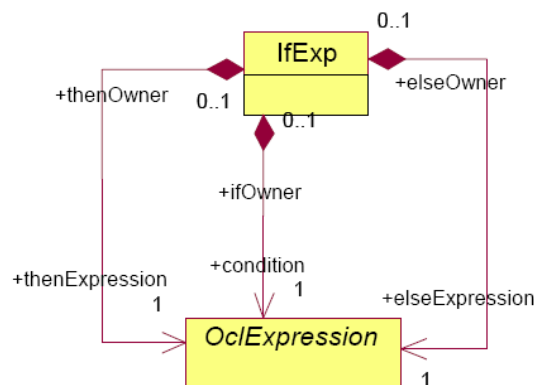 0..1
IfExp
+thenOwner
0..1
0..1
+elseOwner
+ifOwner
+thenExpression
1
+condition
1
+elseExpression
OclExpression
1